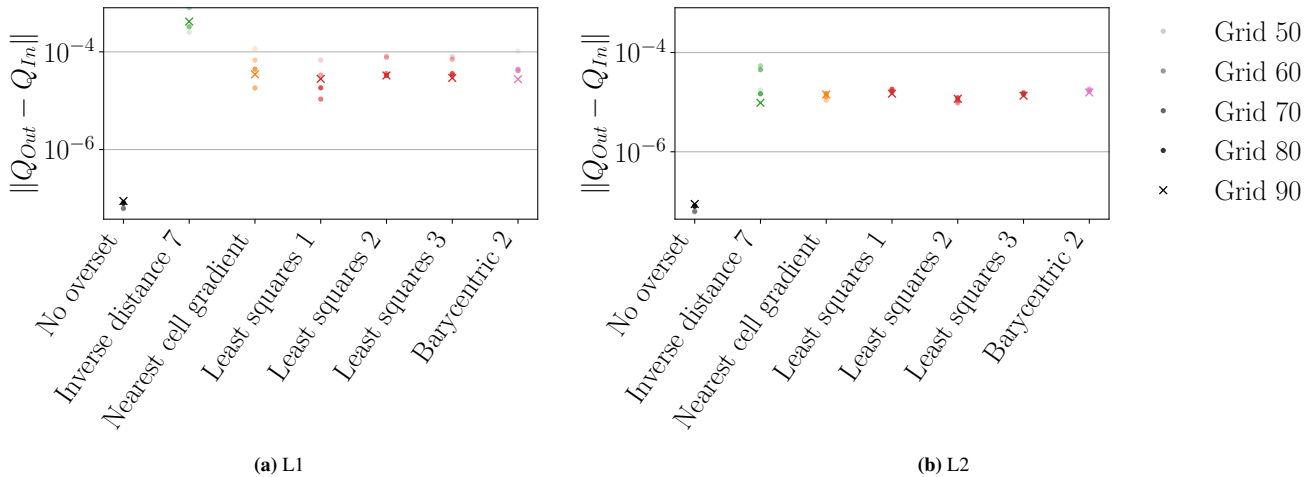 ‖Q_Out − Q_In‖
10^−4
10^−6
No overset
Inverse distance 7
Nearest cell gradient
Least squares 1
Least squares 2
Least squares 3
Barycentric 2
(a) L1
‖Q_Out − Q_In‖
10^−4
10^−6
No overset
Inverse distance 7
Nearest cell gradient
Least squares 1
Least squares 2
Least squares 3
Barycentric 2
(b) L2
Grid 50
Grid 60
Grid 70
Grid 80
Grid 90